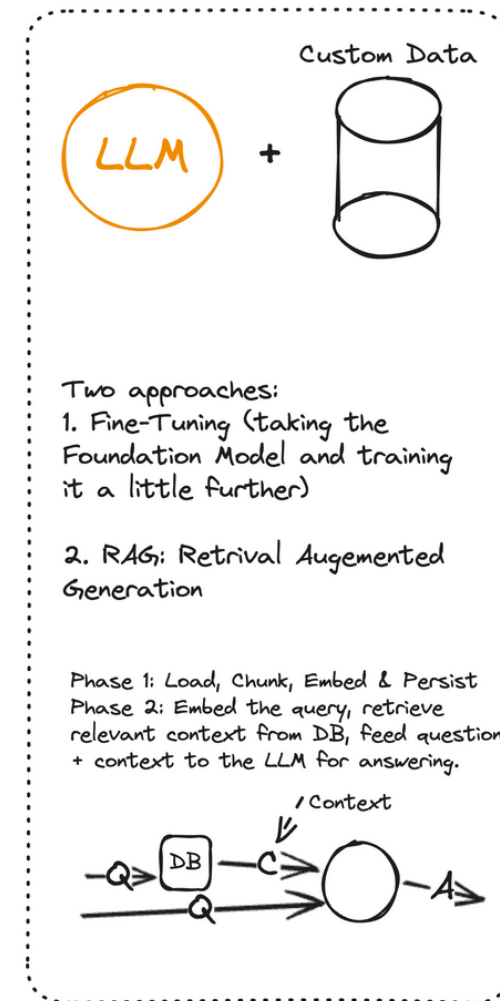 Custom Data
LLM
+
Two approaches:
1. Fine-Tuning (taking the
Foundation Model and training
it a little further)
2. RAG: Retrival Augemented
Generation
Phase 1: Load, Chunk, Embed & Persist
Phase 2: Embed the query, retrieve
relevant context from DB, feed question
+ context to the LLM for answering.
Context
Q
DB
C
A
Q